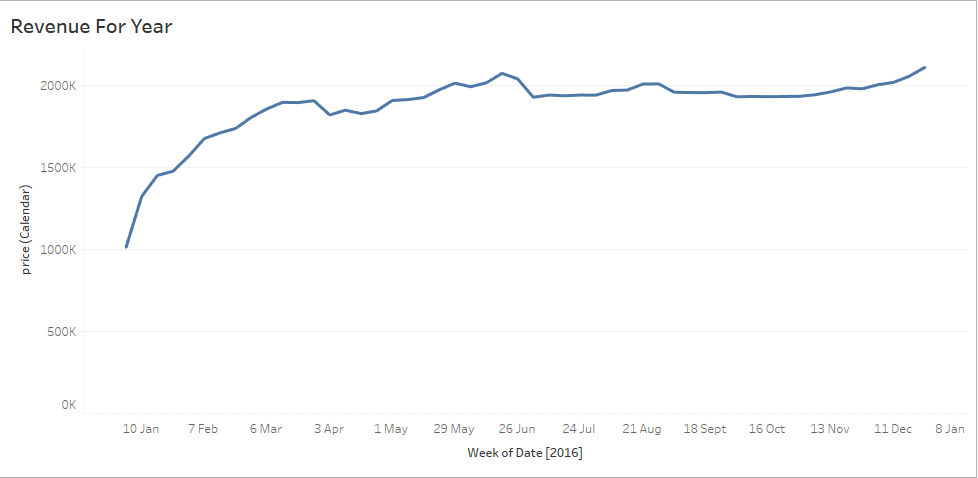 Revenue For Year
price (Calendar)
2000K
1500K
1000K
500K
0K
10 Jan 7 Feb 6 Mar 3 Apr 1 May 29 May 26 Jun 24 Jul 21 Aug 18 Sept 16 Oct 13 Nov 11 Dec 8 Jan
Week of Date [2016]